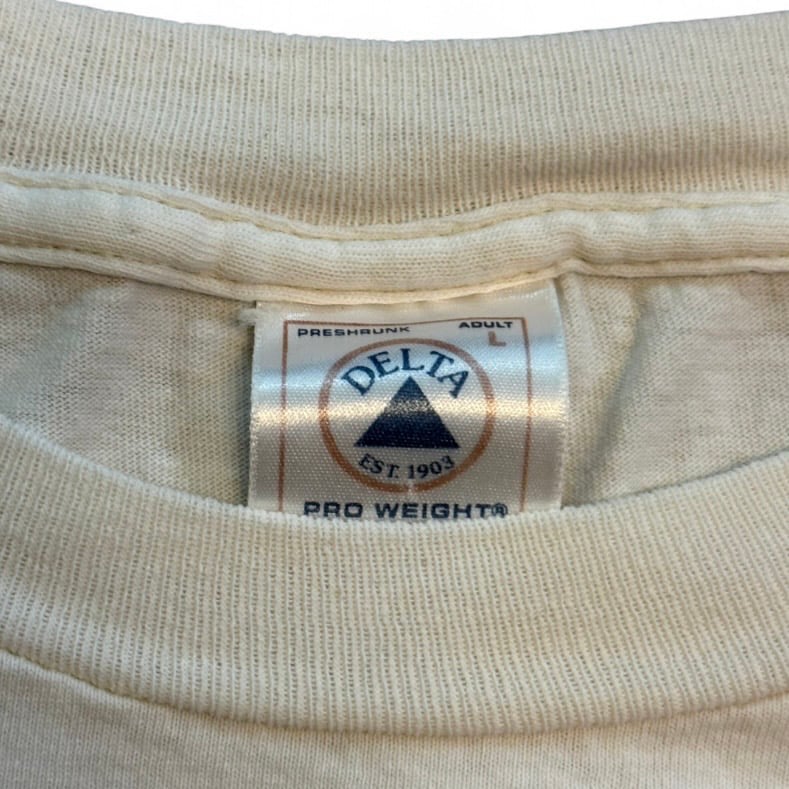 PRESHRUNK ADULT
L
DELTA
EST. 1903
PRO WEIGHT®